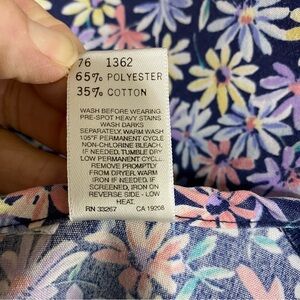 76 1362
65% POLYESTER
35% COTTON
WASH BEFORE WEARING
PRE-SPOT HEAVY STAINS
WASH DARKS
SEPARATELY. WARM WASH
105°F PERMANENT CYCLE
NON-CHLORINE BLEACH,
IF NEEDED. TUMBLE DRY
LOW PERMANENT CYCLE.
REMOVE PROMPTLY
FROM DRYER. WARM
IRON IF NEEDED. IF
SCREENED, IRON ON
REVERSE SIDE - LOW
HEAT.
RN 33267 CA 19208